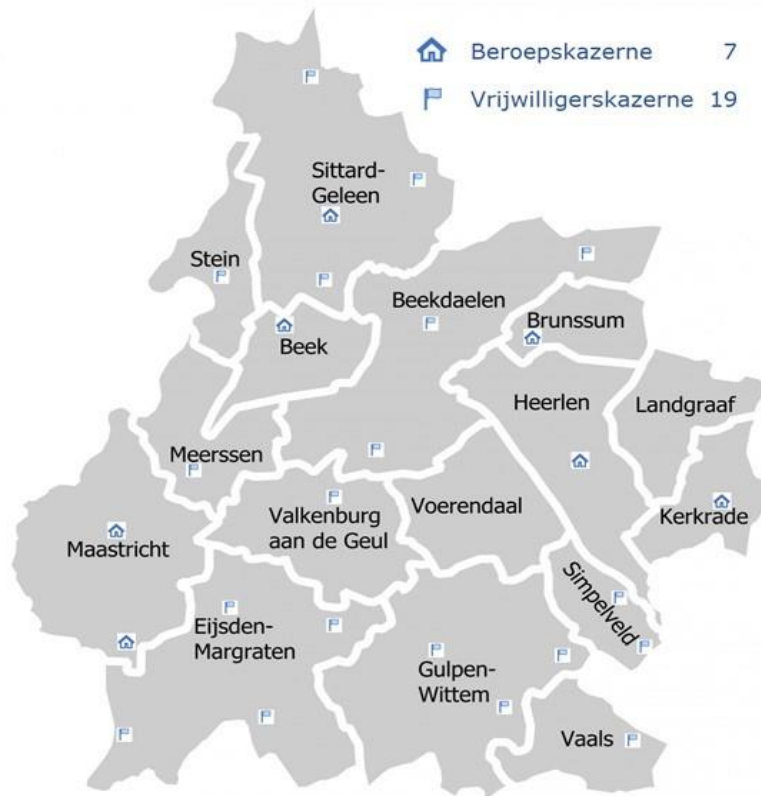 Beroepskazerne 7
Vrijwilligerskazerne 19
Sittard-
Geleen
Stein
Beekdaelen
Brunssum
Beek
Heerlen
Landgraaf
Meerssen
Voerendaal
Valkenburg
aan de Geul
Kerkrade
Maastricht
Simpelveld
Eijsden-
Margraten
Gulpen-
Wittem
Vaals